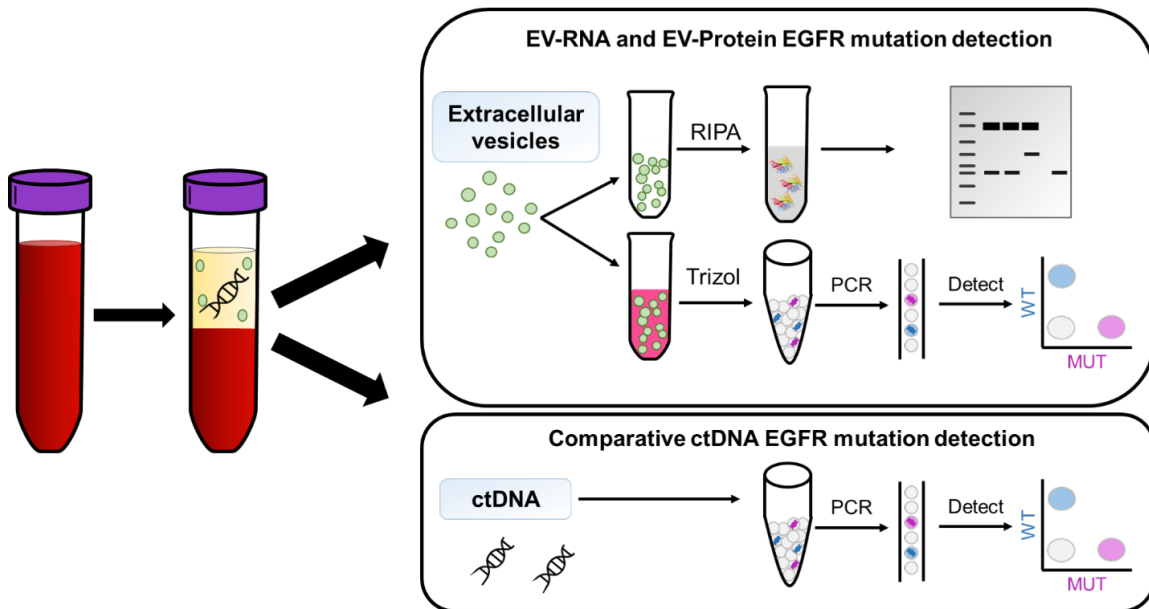 EV-RNA and EV-Protein EGFR mutation detection
Extracellular
vesicles
RIPA
Trizol
PCR
Detect
WT
MUT
Comparative ctDNA EGFR mutation detection
ctDNA
PCR
Detect
WT
MUT